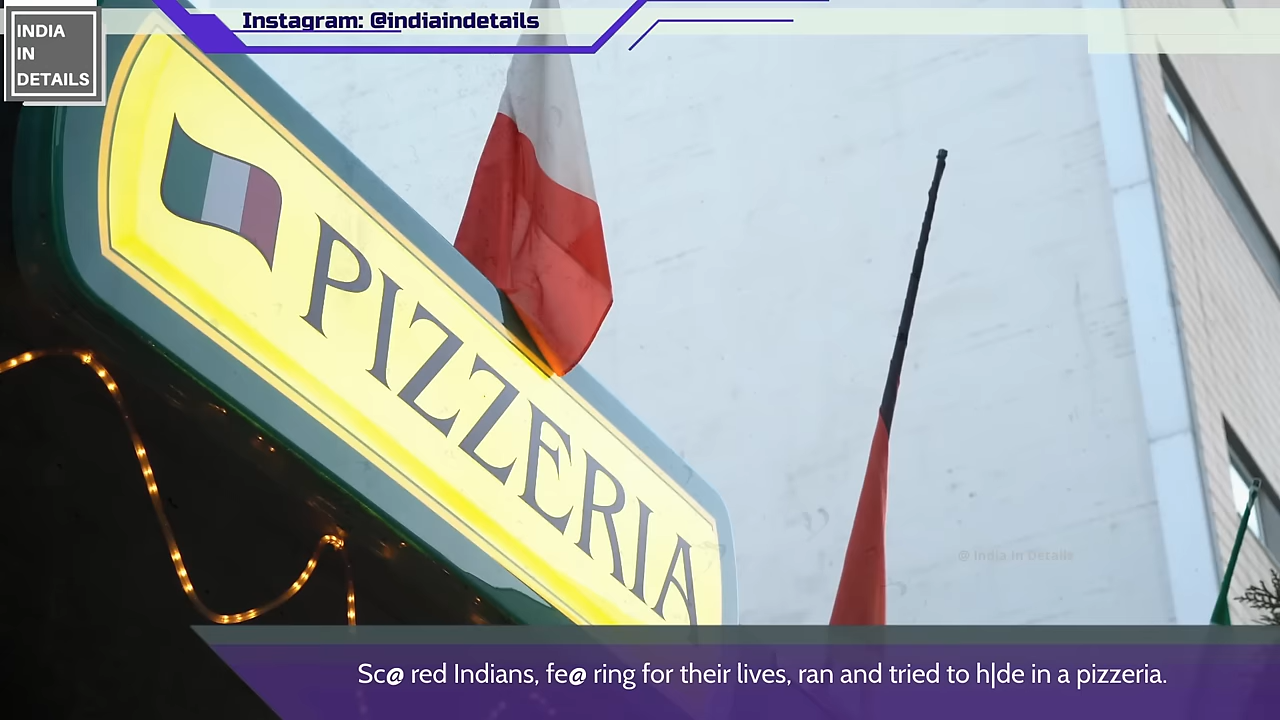 Instagram: @indiaindetails
INDIA
IN
DETAILS
PIZZERIA
@ India In Details
Sc@ red Indians, fe@ ring for their lives, ran and tried to h|de in a pizzeria.